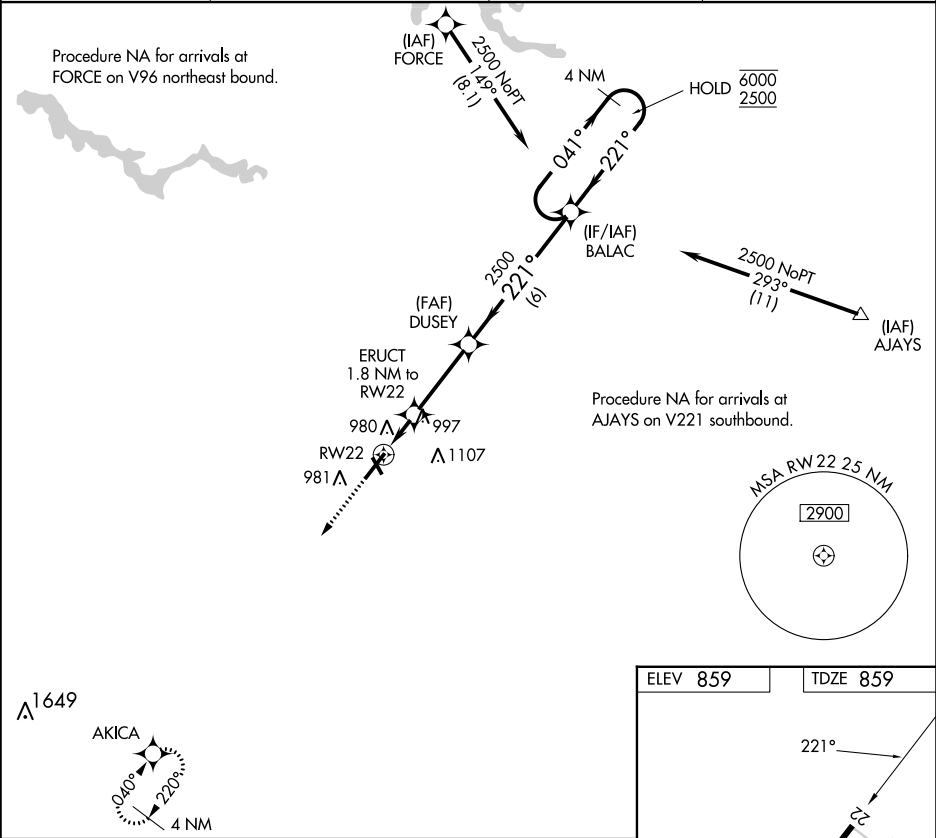 Procedure NA for arrivals at
FORCE on V96 northeast bound.
(IAF)
FORCE
2500 NoPT
149°
(8.1)
4 NM
HOLD
6000
2500
041°
221°
(IF/IAF)
BALAC
2500
221°
(6)
2500 NoPT
293°
(11)
(IAF)
AJAYS
(FAF)
DUSEY
ERUCT
1.8 NM to
RW22
Procedure NA for arrivals at
AJAYS on V221 southbound.
980
997
RW22
1107
981
MSA RW22 25 NM
2900
ELEV 859
TDZE 859
1649
AKICA
040°
220°
4 NM
221°
22